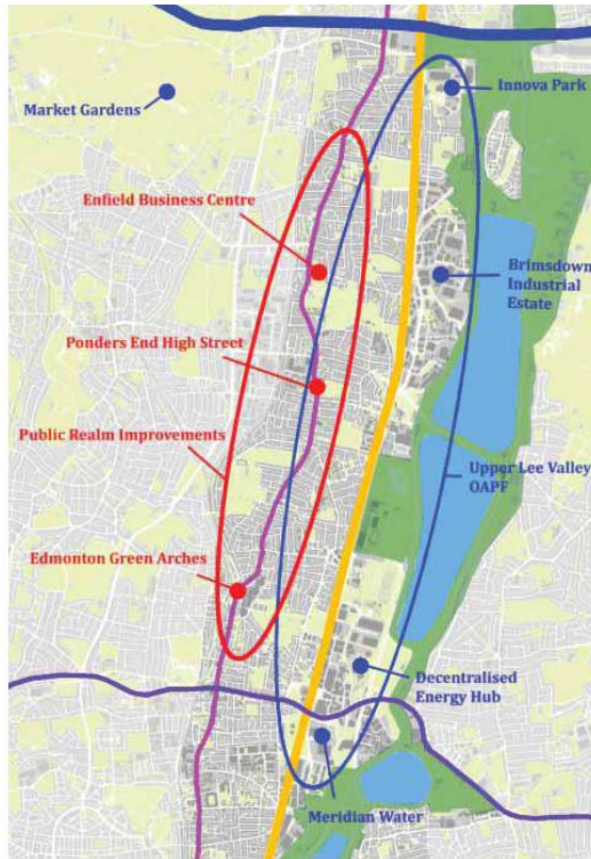 Innova Park
Market Gardens
Enfield Business Centre
Brimsdown
Industrial
Estate
Ponders End High Street
Public Realm Improvements
Upper Lee Valley
OAPF
Edmonton Green Arches
Decentralised
Energy Hub
Meridian Water